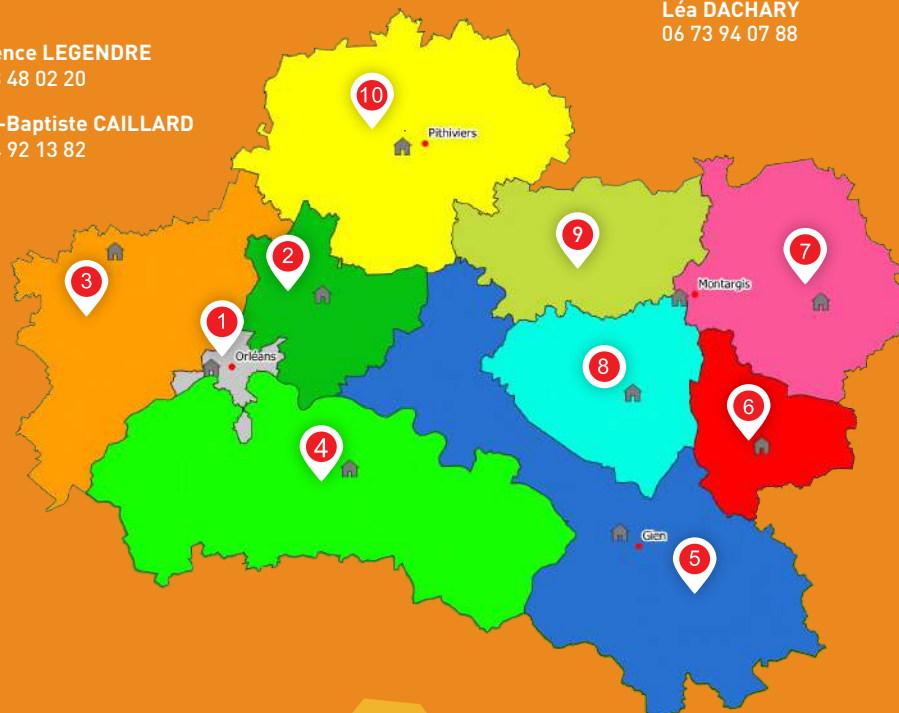 LEGENDRE
48 02 20
-Baptiste CAILLARD
92 13 82
Léa DACHARY
06 73 94 07 88
10
Pithiviers
9
7
2
3
Montargis
1
Orléans
8
6
4
Gien
5